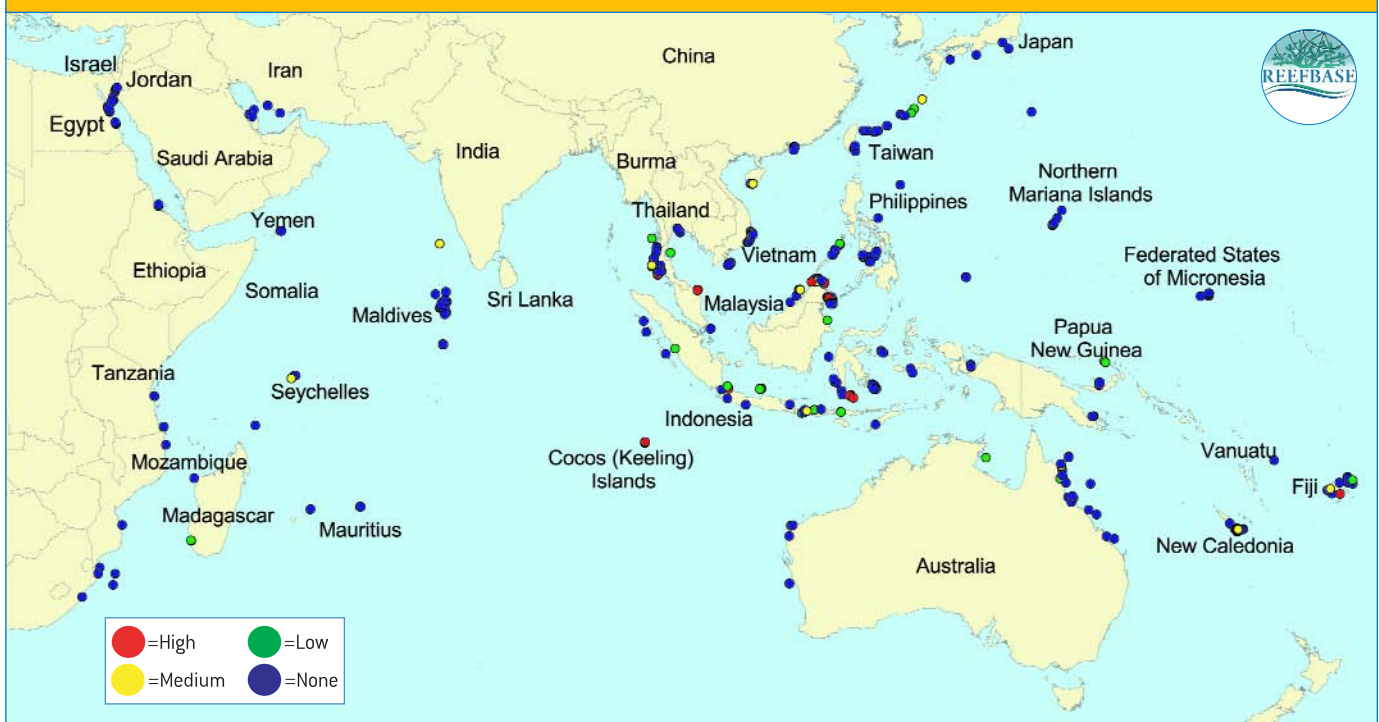 Israel
Jordan
Iran
China
Japan
REEFBASE
Egypt
Saudi Arabia
India
Burma
Taiwan
Northern
Mariana Islands
Thailand
Philippines
Yemen
Vietnam
Federated States
of Micronesia
Ethiopia
Somalia
Sri Lanka
Malaysia
Maldives
Papua
New Guinea
Tanzania
Seychelles
Indonesia
Cocos (Keeling)
Islands
Mozambique
Vanuatu
Fiji
Madagascar
Mauritius
New Caledonia
Australia
=High
=Low
=Medium
=None